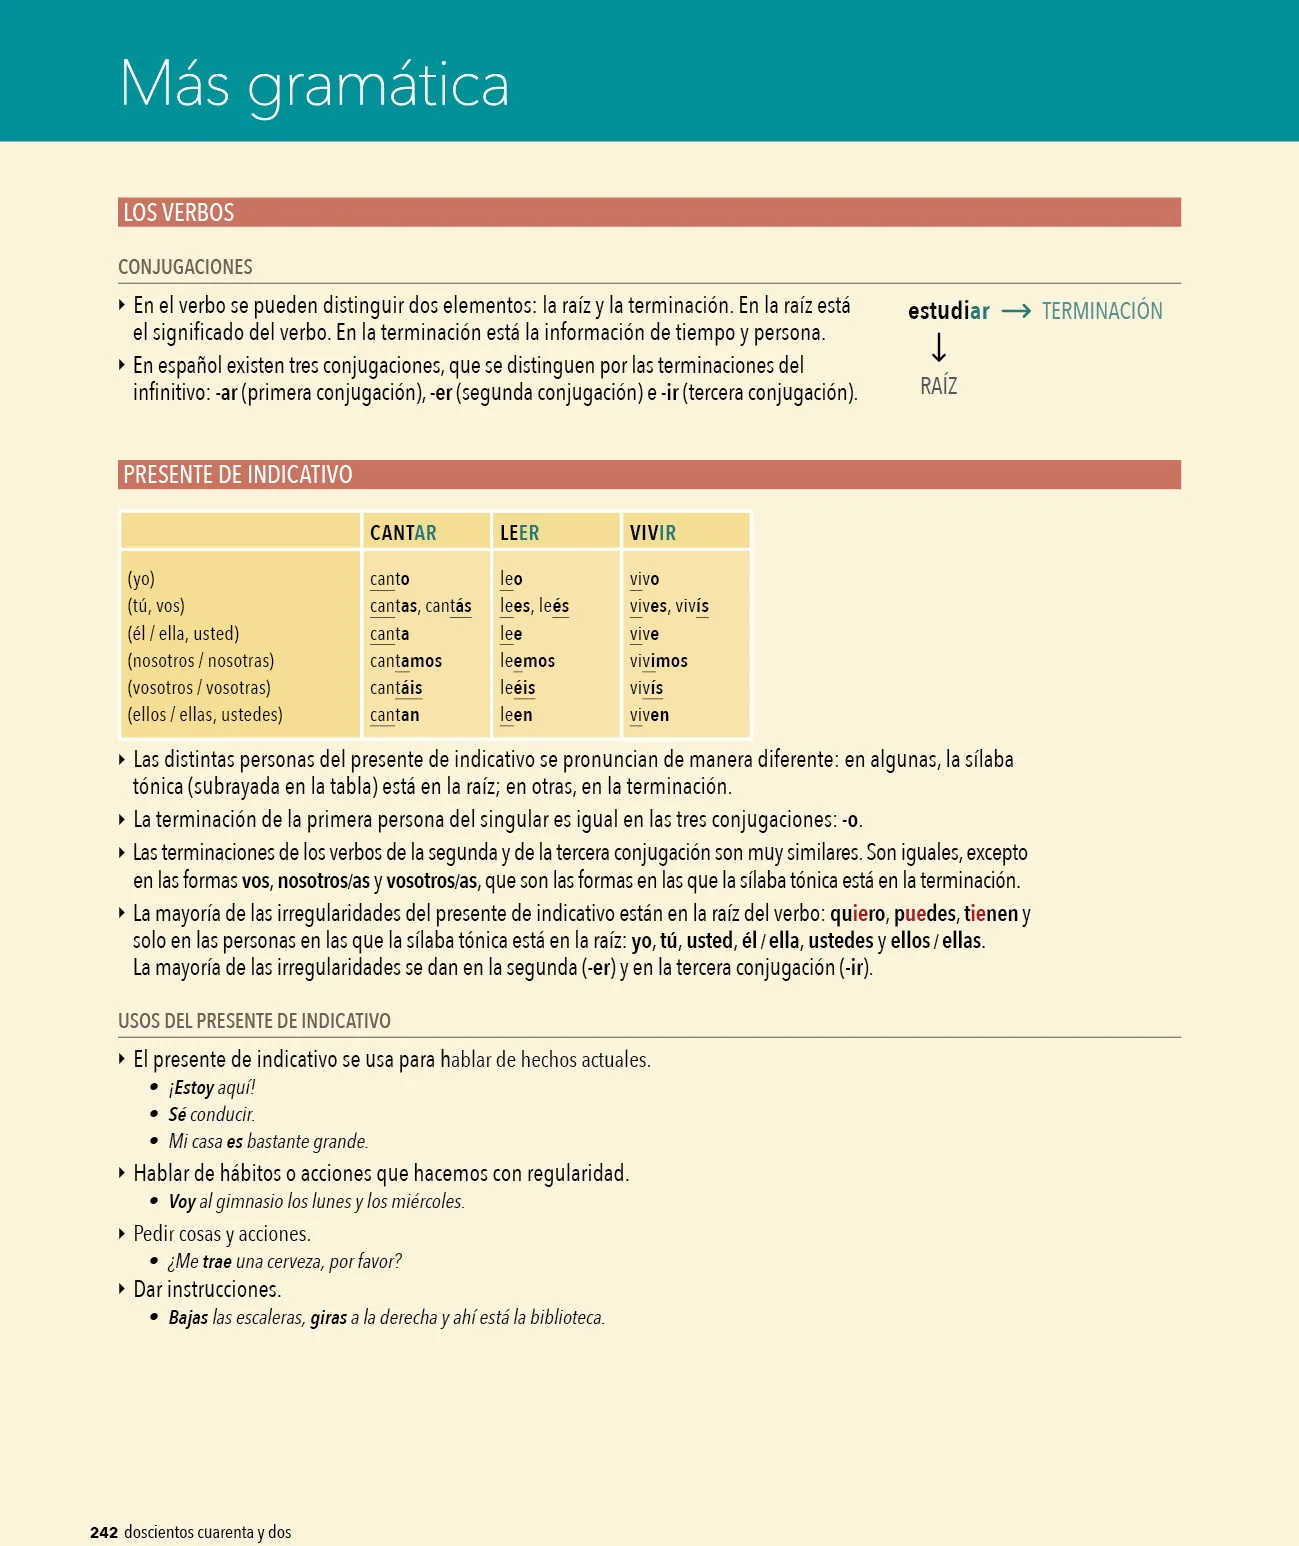 Más gramática
LOS VERBOS
CONJUGACIONES
‣ En el verbo se pueden distinguir dos elementos: la raíz y la terminación. En la raíz está
el significado del verbo. En la terminación está la información de tiempo y persona.
‣ En español existen tres conjugaciones, que se distinguen por las terminaciones del
infinitivo: -ar (primera conjugación), -er (segunda conjugación) e -ir (tercera conjugación).
estudiar → TERMINACIÓN
↓
RAÍZ
PRESENTE DE INDICATIVO
CANTAR LEER VIVIR
(yo) canto leo vivo
(tú, vos) cantas, cantás lees, leés vives, vivís
(él / ella, usted) canta lee vive
(nosotros / nosotras) cantamos leemos vivimos
(vosotros / vosotras) cantáis leéis vivís
(ellos / ellas, ustedes) cantan leen viven
‣ Las distintas personas del presente de indicativo se pronuncian de manera diferente: en algunas, la sílaba
tónica (subrayada en la tabla) está en la raíz; en otras, en la terminación.
‣ La terminación de la primera persona del singular es igual en las tres conjugaciones: -o.
‣ Las terminaciones de los verbos de la segunda y de la tercera conjugación son muy similares. Son iguales, excepto
en las formas vos, nosotros/as y vosotros/as, que son las formas en las que la sílaba tónica está en la terminación.
‣ La mayoría de las irregularidades del presente de indicativo están en la raíz del verbo: quiero, puedes, tienen y
solo en las personas en las que la sílaba tónica está en la raíz: yo, tú, usted, él / ella, ustedes y ellos / ellas.
La mayoría de las irregularidades se dan en la segunda (-er) y en la tercera conjugación (-ir).
USOS DEL PRESENTE DE INDICATIVO
‣ El presente de indicativo se usa para hablar de hechos actuales.
• ¡Estoy aquí!
• Sé conducir.
• Mi casa es bastante grande.
‣ Hablar de hábitos o acciones que hacemos con regularidad.
• Voy al gimnasio los lunes y los miércoles.
‣ Pedir cosas y acciones.
• ¿Me trae una cerveza, por favor?
‣ Dar instrucciones.
• Bajas las escaleras, giras a la derecha y ahí está la biblioteca.
242 doscientos cuarenta y dos